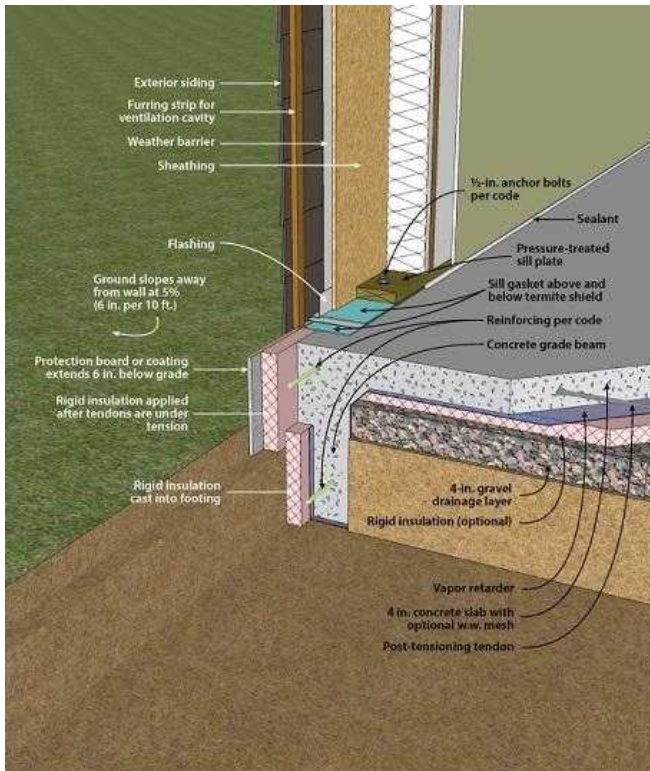 Exterior siding
Furring strip for
ventilation cavity
Weather barrier
Sheathing
½-in. anchor bolts
per code
Sealant
Flashing
Pressure-treated
sill plate
Ground slopes away
from wall at 5%
(6 in. per 10 ft.)
Sill gasket above and
below termite shield
Reinforcing per code
Concrete grade beam
Protection board or coating
extends 6 in. below grade
Rigid insulation applied
after tendons are under
tension
Rigid insulation
cast into footing
4-in. gravel
drainage layer
Rigid insulation (optional)
Vapor retarder
4 in. concrete slab with
optional w.w. mesh
Post-tensioning tendon